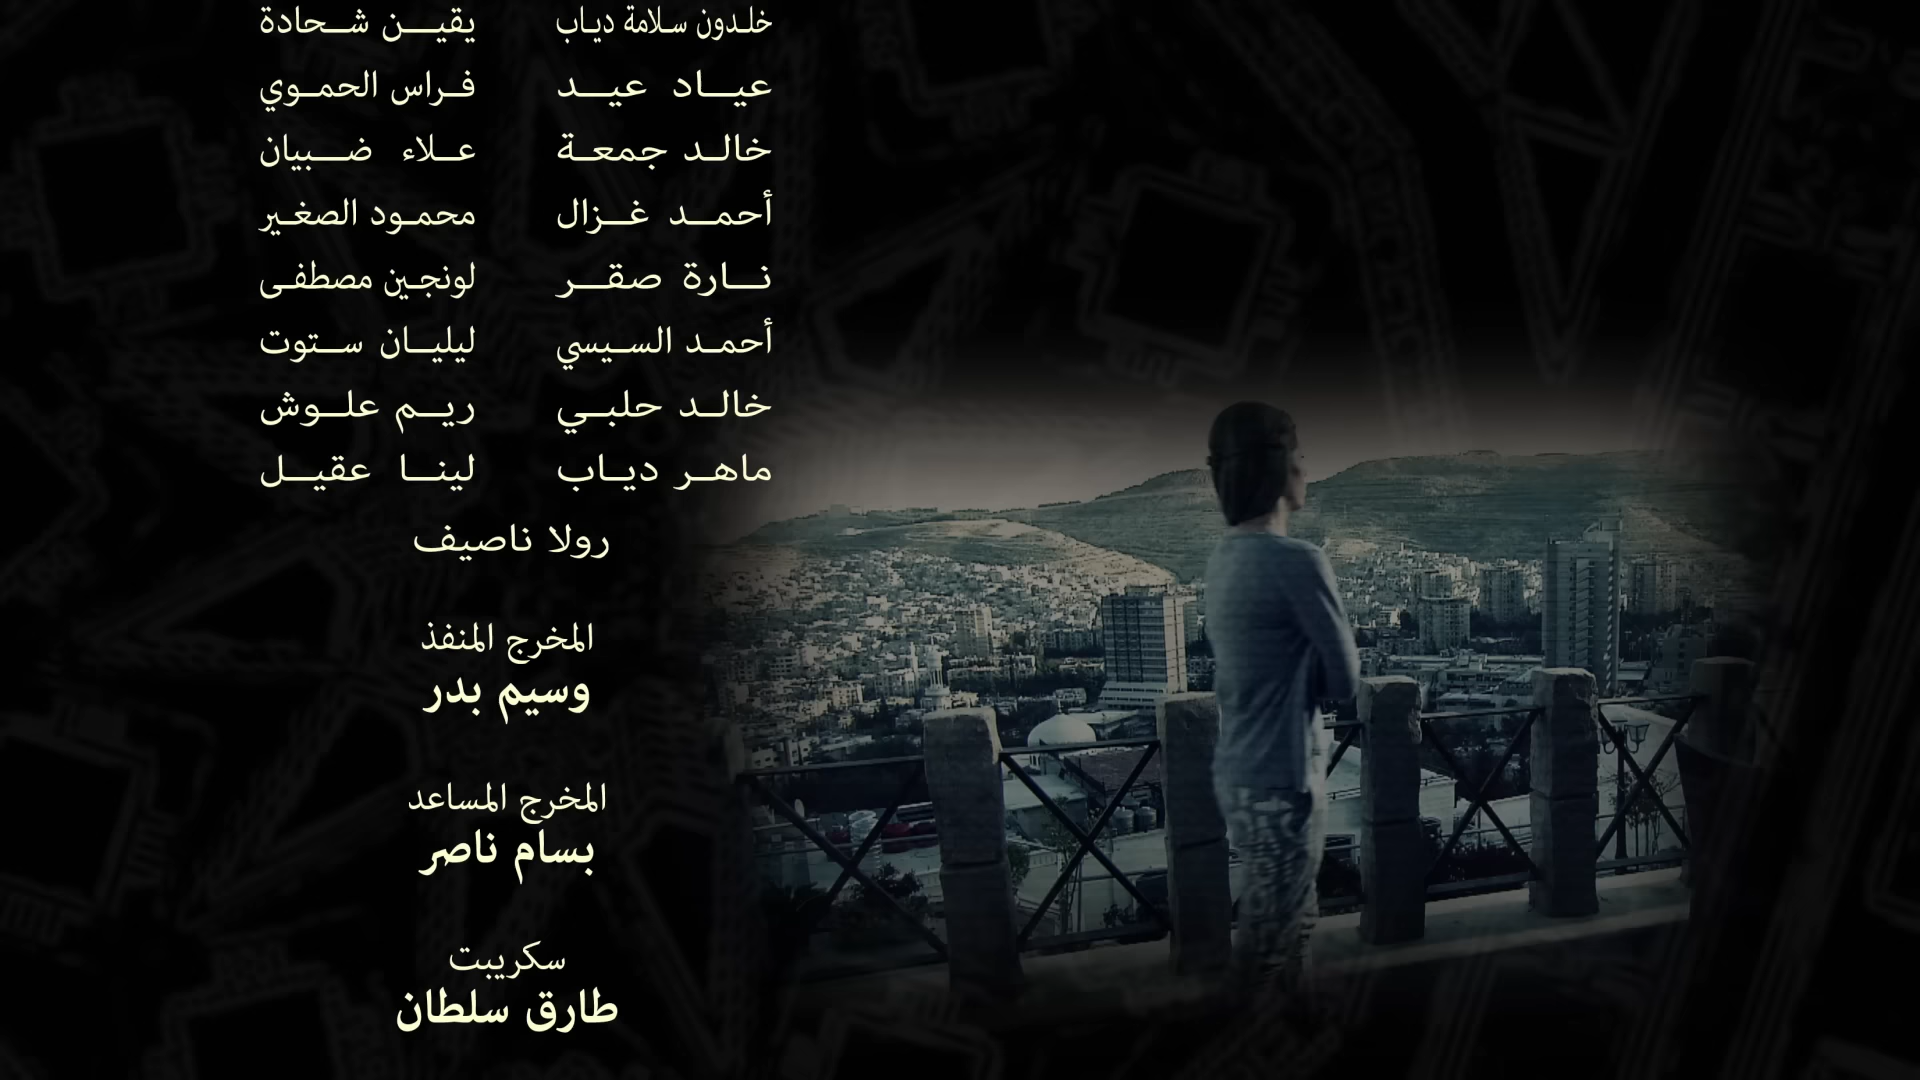 خلدون سلامة دياب يقين شحادة
عياد عيد فراس الحموي
خالد جمعة علاء ضبيان
أحمد غزال محمود الصغير
نارة صقر لونجين مصطفى
أحمد السيسي ليليان ستوت
خالد حلبي ريم علوش
ماهر دياب لينا عقيل
رولا ناصيف
المخرج المنفذ
وسيم بدر
المخرج المساعد
بسام ناصر
سكريبت
طارق سلطان